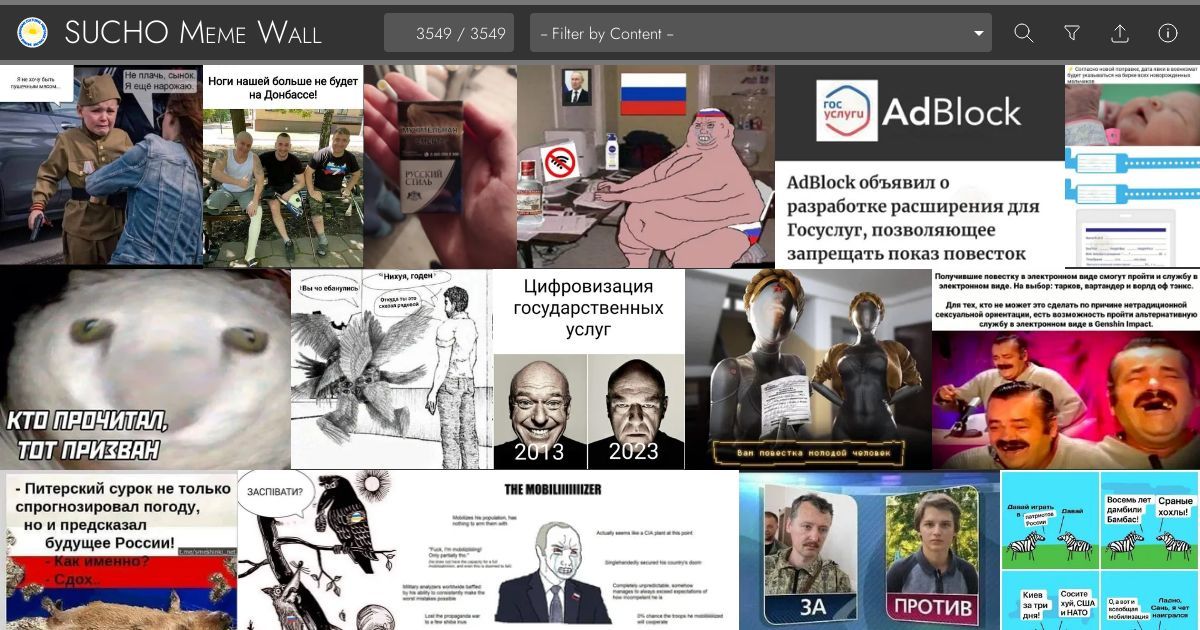 SUCHO Meme Wall
3549 / 3549
– Filter by Content –
Я не хочу быть
пушечным мясом...
Не плачь, сынок.
Я ещё нарожаю.
Ноги нашей больше не будет
на Донбассе!
РУССКИЙ
СТИЛЬ
гос
услуги
AdBlock
AdBlock объявил о
разработке расширения для
Госуслуг, позволяющее
запрещать показ повесток
Согласно новой поправке, дата явки в военкомат
будет указываться на бирке всех новорожденных
мальчиков
КТО ПРОЧИТАЛ,
ТОТ ПРИЗВАН
"Вы чо ебанулись
"Нихуя, годен"
Откуда ты это
сказал рядовой
Цифровизация
государственных
услуг
2013
2023
Вам повестка молодой человек
Получившие повестку в электронном виде смогут пройти и службу в
электронном виде. На выбор: тарков, вартандер и ворлд оф тэнкс.
Для тех, кто не может это сделать по причине нетрадиционной
сексуальной ориентации, есть возможность пройти альтернативную
службу в электронном виде в Genshin Impact.
- Питерский сурок не только
спрогнозировал погоду,
но и предсказал
будущее России!
- Как именно?
- Сдох..
t.me/smeshinki_net
ЗАСПІВАТИ?
THE MOBILIIIIIIZER
Mobilizes his population, has
nothing to arm them with
"Fuck, I'm mobiliziiing!
Only partially tho."
Military analyzers worldwide baffled
by his ability to consistently make the
worst mistakes possible
Lost the propaganda war
to a few shiba inus
Actually seems like a CIA plant at this point
Singlehandedly secured his country's doom
Completely unpredictable, somehow
manages to always exceed expectations of
how incompetent he is
0% chance the troops he mobiliiiized
will cooperate
ЗА
ПРОТИВ
Давай играть
в патриотов
России
Давай
Восемь лет
дамбили
Бамбас!
Сраные
хохлы!
Киев
за три
дня!
Сосите
хуй, США
и НАТО
О, а вот и
всеобщая
мобилизация
Ладно,
Сань, я чет
наигрался